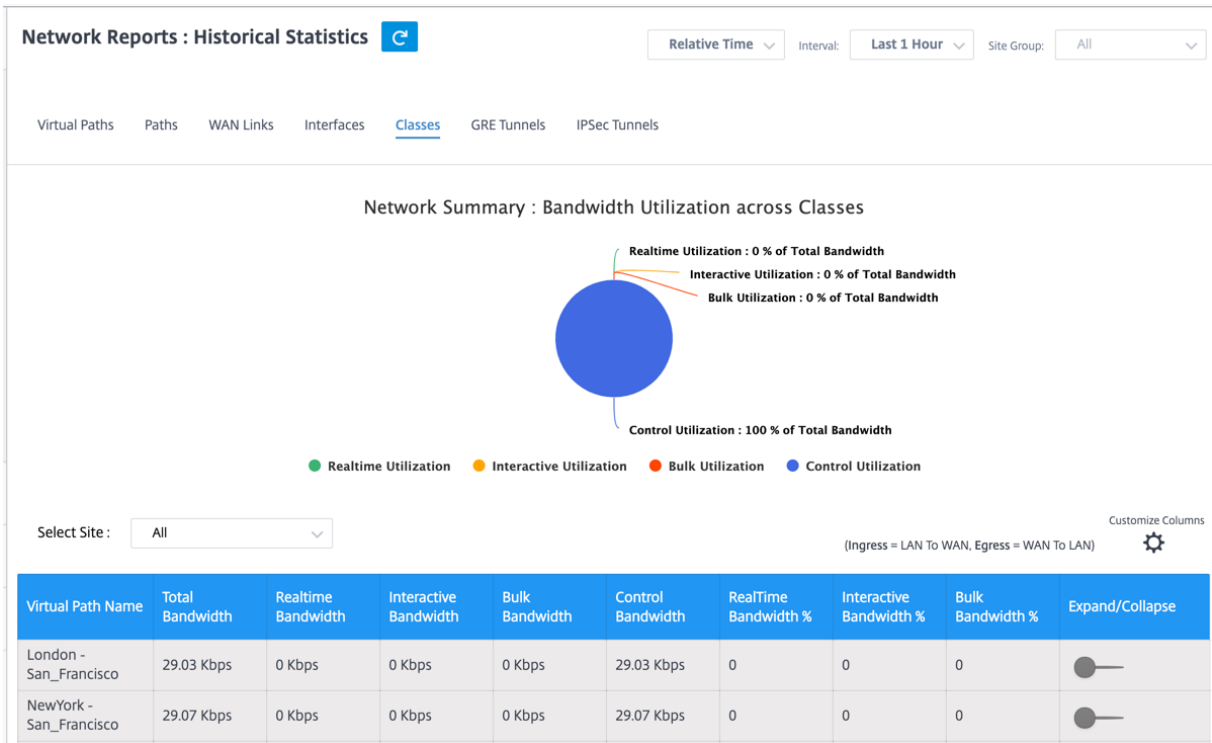 Network Reports : Historical Statistics
Relative Time Interval: Last 1 Hour Site Group: All
Virtual Paths Paths WAN Links Interfaces Classes GRE Tunnels IPSec Tunnels
Network Summary : Bandwidth Utilization across Classes
Realtime Utilization : 0 % of Total Bandwidth
Interactive Utilization : 0 % of Total Bandwidth
Bulk Utilization : 0 % of Total Bandwidth
Control Utilization : 100 % of Total Bandwidth
Realtime Utilization Interactive Utilization Bulk Utilization Control Utilization
Select Site : All
Customize Columns
(Ingress = LAN To WAN, Egress = WAN To LAN)
Virtual Path Name Total Bandwidth Realtime Bandwidth Interactive Bandwidth Bulk Bandwidth Control Bandwidth RealTime Bandwidth % Interactive Bandwidth % Bulk Bandwidth % Expand/Collapse
London - San_Francisco 29.03 Kbps 0 Kbps 0 Kbps 0 Kbps 29.03 Kbps 0 0 0
NewYork - San_Francisco 29.07 Kbps 0 Kbps 0 Kbps 0 Kbps 29.07 Kbps 0 0 0